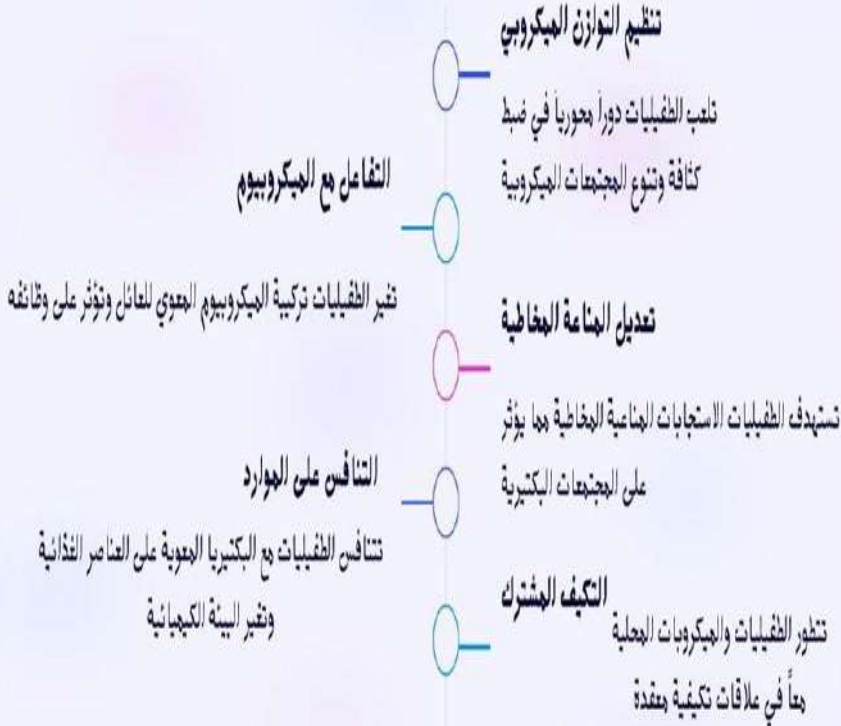 تنظيم التوازن الميكروبي
تلعب الطفيليات دوراً محورياً في ضبط
كثافة وتنوع المجتمعات الميكروبية
التفاعل مع الميكروبيوم
تغير الطفيليات تركيبة الميكروبيوم المعوي للعائل وتؤثر على وظائفه
تعديل المناعة المخاطية
تستهدف الطفيليات الاستجابات المناعية المخاطية مما يؤثر
على المجتمعات البكتيرية
التنافس على الموارد
تتنافس الطفيليات مع البكتيريا المعوية على العناصر الغذائية
وتغير البيئة الكيميائية
التكيف المشترك
تتطور الطفيليات والميكروبات المحلية
معاً في علاقات تكيفية معقدة